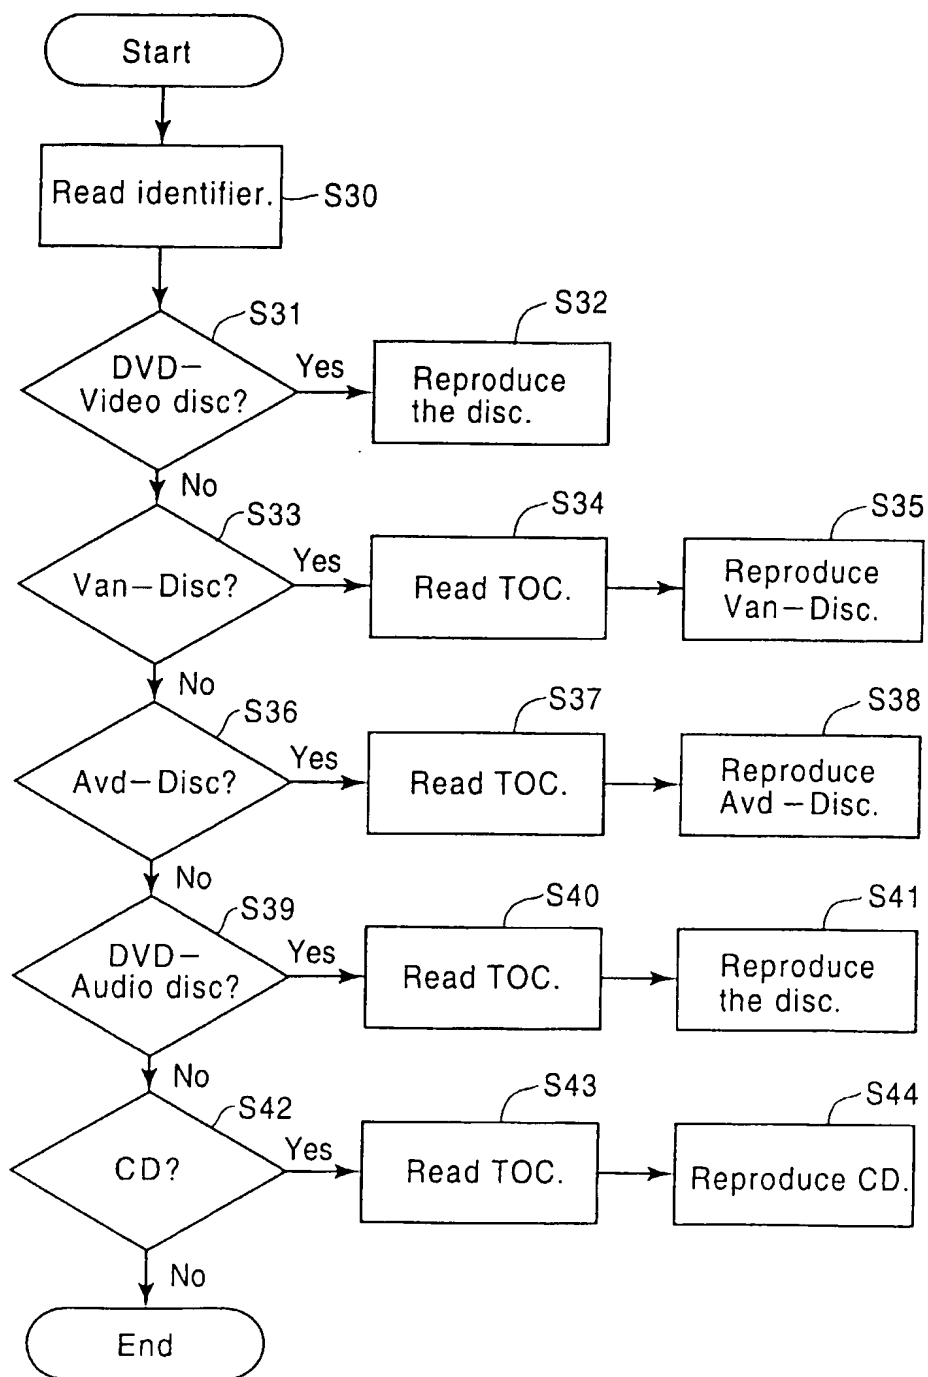 Start
Read identifier.
S30
S31
S32
DVD–
Video disc?
Yes
Reproduce
the disc.
No
S33
S34
S35
Van–Disc?
Yes
Read TOC.
Reproduce
Van–Disc.
No
S36
S37
S38
Avd–Disc?
Yes
Read TOC.
Reproduce
Avd –Disc.
No
S39
S40
S41
DVD–
Audio disc?
Yes
Read TOC.
Reproduce
the disc.
No
S42
S43
S44
CD?
Yes
Read TOC.
Reproduce CD.
No
End